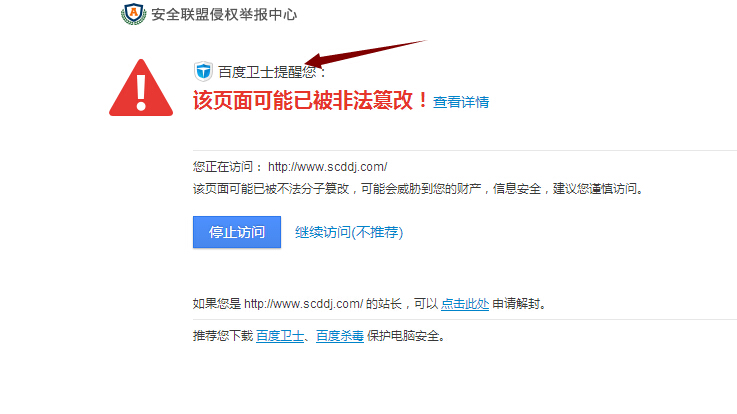 安全联盟侵权举报中心
百度卫士提醒您：
该页面可能已被非法篡改！查看详情
您正在访问： http://www.scddj.com/
该页面可能已被不法分子篡改，可能会威胁到您的财产，信息安全，建议您谨慎访问。
停止访问 继续访问(不推荐)
如果您是 http://www.scddj.com/ 的站长，可以 点击此处 申请解封。
推荐您下载 百度卫士、百度杀毒 保护电脑安全。